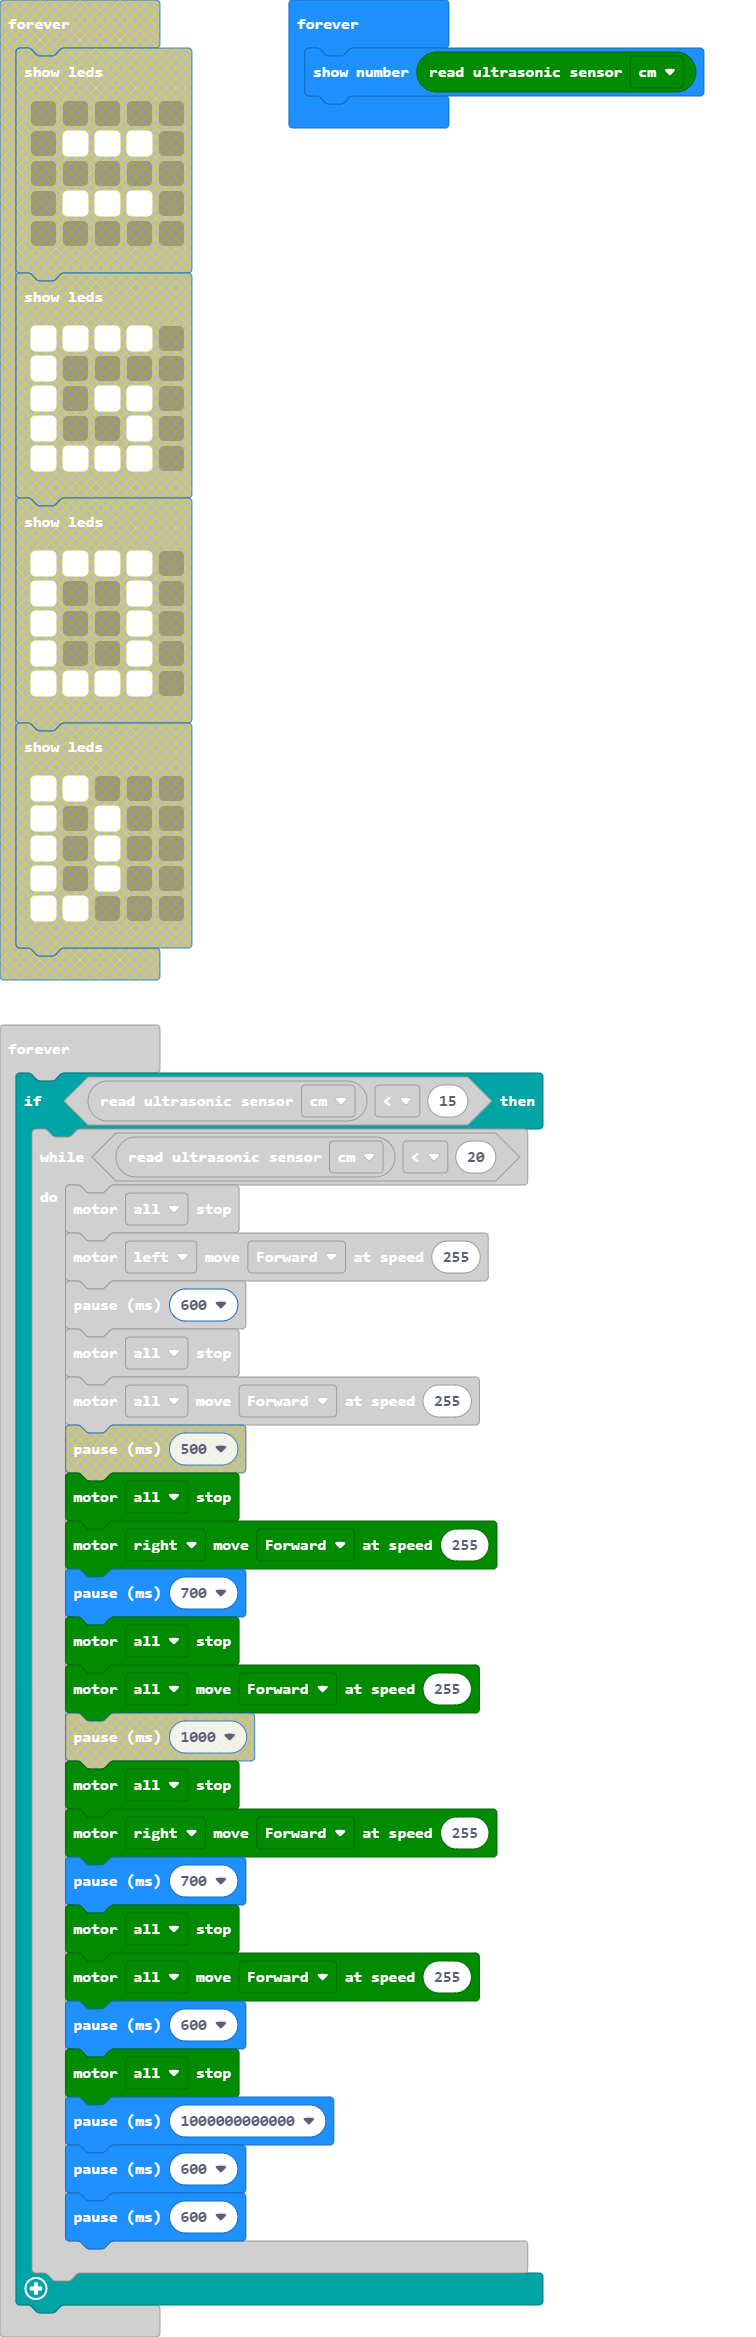 forever
show leds
show leds
show leds
show leds
forever
show number read ultrasonic sensor cm
forever
if read ultrasonic sensor cm < 15 then
while read ultrasonic sensor cm < 20
do
motor all stop
motor left move Forward at speed 255
pause (ms) 600
motor all stop
motor all move Forward at speed 255
pause (ms) 500
motor all stop
motor right move Forward at speed 255
pause (ms) 700
motor all stop
motor all move Forward at speed 255
pause (ms) 1000
motor all stop
motor right move Forward at speed 255
pause (ms) 700
motor all stop
motor all move Forward at speed 255
pause (ms) 600
motor all stop
pause (ms) 1000000000000
pause (ms) 600
pause (ms) 600